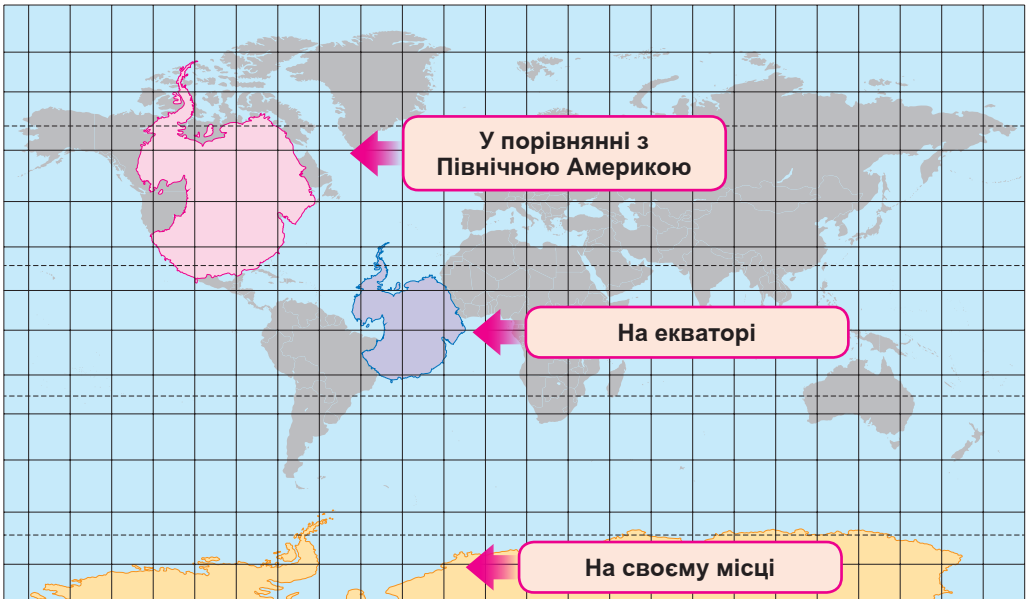 У порівнянні з
Північною Америкою
На екваторі
На своєму місці